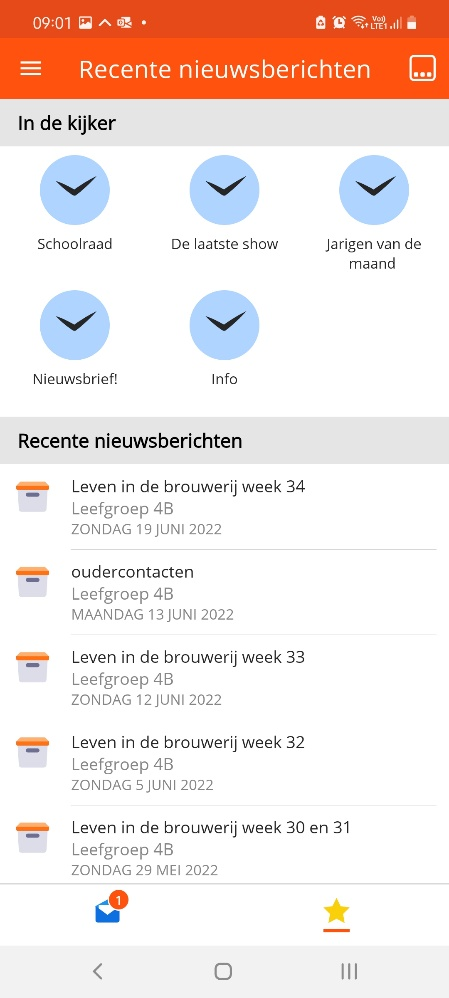 09:01
Vo)) LTE1
Recente nieuwsberichten
In de kijker
Schoolraad
De laatste show
Jarigen van de
maand
Nieuwsbrief!
Info
Recente nieuwsberichten
Leven in de brouwerij week 34
Leefgroep 4B
ZONDAG 19 JUNI 2022
oudercontacten
Leefgroep 4B
MAANDAG 13 JUNI 2022
Leven in de brouwerij week 33
Leefgroep 4B
ZONDAG 12 JUNI 2022
Leven in de brouwerij week 32
Leefgroep 4B
ZONDAG 5 JUNI 2022
Leven in de brouwerij week 30 en 31
Leefgroep 4B
ZONDAG 29 MEI 2022
1